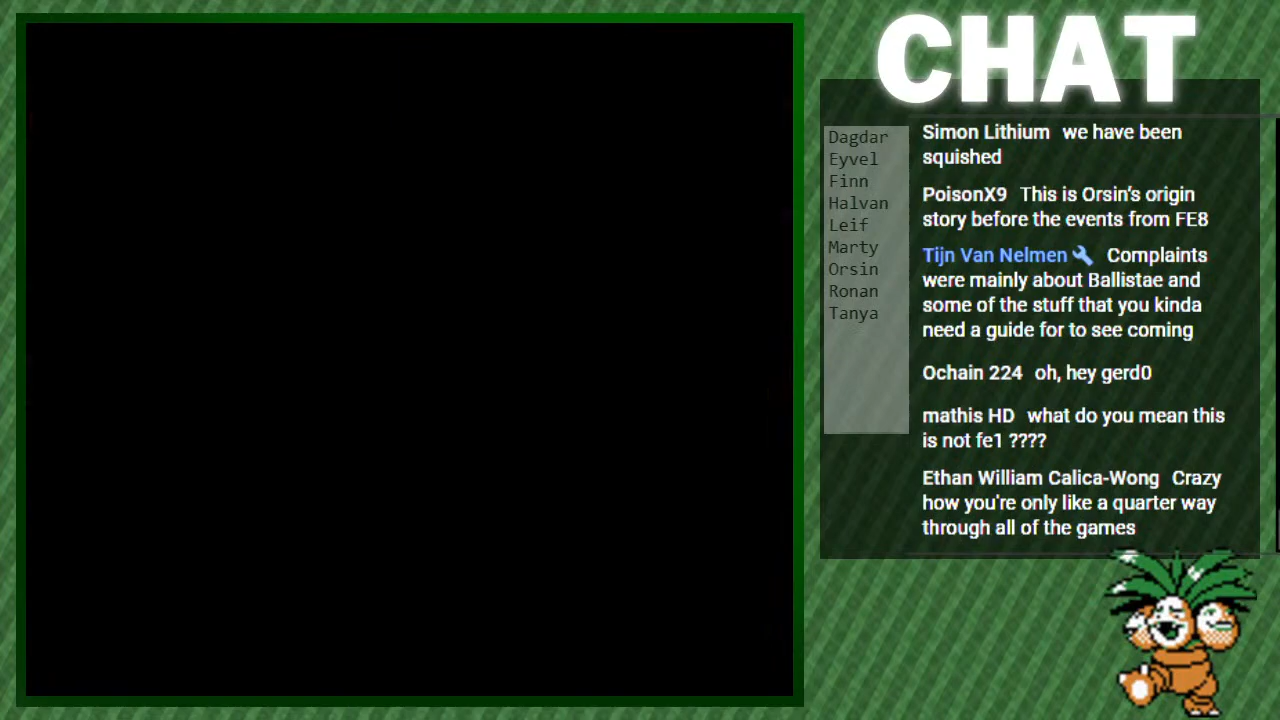 CHAT
Dagdar
Eyvel
Finn
Halvan
Leif
Marty
Orsin
Ronan
Tanya
Simon Lithium we have been
squished
PoisonX9 This is Orsin's origin
story before the events from FE8
Tijn Van Nelmen Complaints
were mainly about Ballistae and
some of the stuff that you kinda
need a guide for to see coming
Ochain 224 oh, hey gerd0
mathis HD what do you mean this
is not fe1 ????
Ethan William Calica-Wong Crazy
how you're only like a quarter way
through all of the games